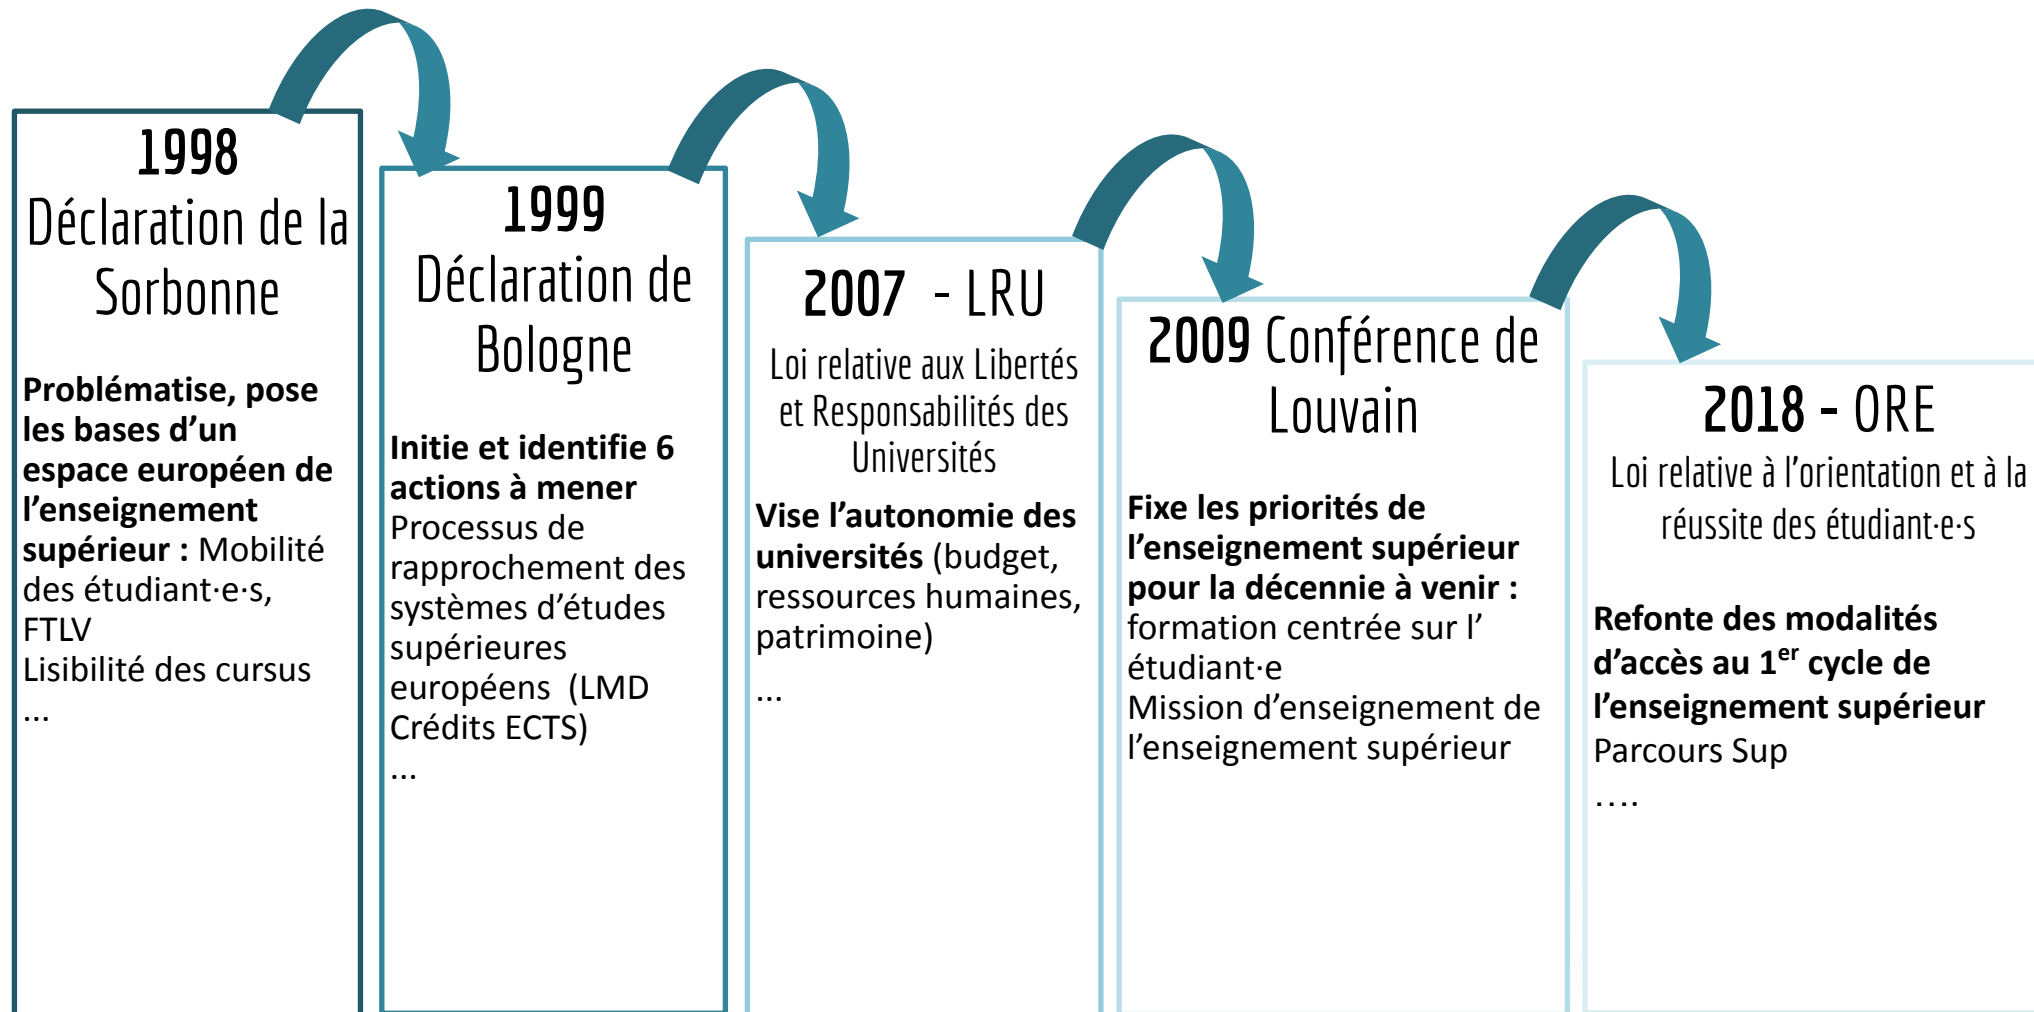 1998
Déclaration de la
Sorbonne
Problématise, pose
les bases d’un
espace européen de
l’enseignement
supérieur : Mobilité
des étudiant·e·s,
FTLV
Lisibilité des cursus
...
1999
Déclaration de
Bologne
Initie et identifie 6
actions à mener
Processus de
rapprochement des
systèmes d’études
supérieures
européens (LMD
Crédits ECTS)
...
2007 - LRU
Loi relative aux Libertés
et Responsabilités des
Universités
Vise l’autonomie des
universités (budget,
ressources humaines,
patrimoine)
...
2009 Conférence de
Louvain
Fixe les priorités de
l’enseignement supérieur
pour la décennie à venir :
formation centrée sur l’
étudiant·e
Mission d’enseignement de
l’enseignement supérieur
2018 - ORE
Loi relative à l’orientation et à la
réussite des étudiant·e·s
Refonte des modalités
d’accès au 1er cycle de
l’enseignement supérieur
Parcours Sup
….